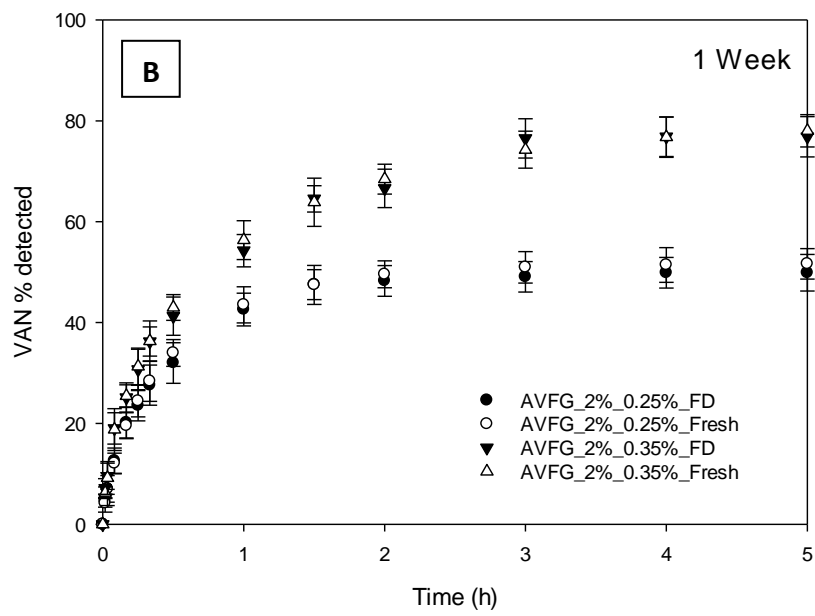 100
B
1 Week
80
60
40
20
0
VAN % detected
AVFG_2%_0.25%_FD
AVFG_2%_0.25%_Fresh
AVFG_2%_0.35%_FD
AVFG_2%_0.35%_Fresh
0 1 2 3 4 5
Time (h)